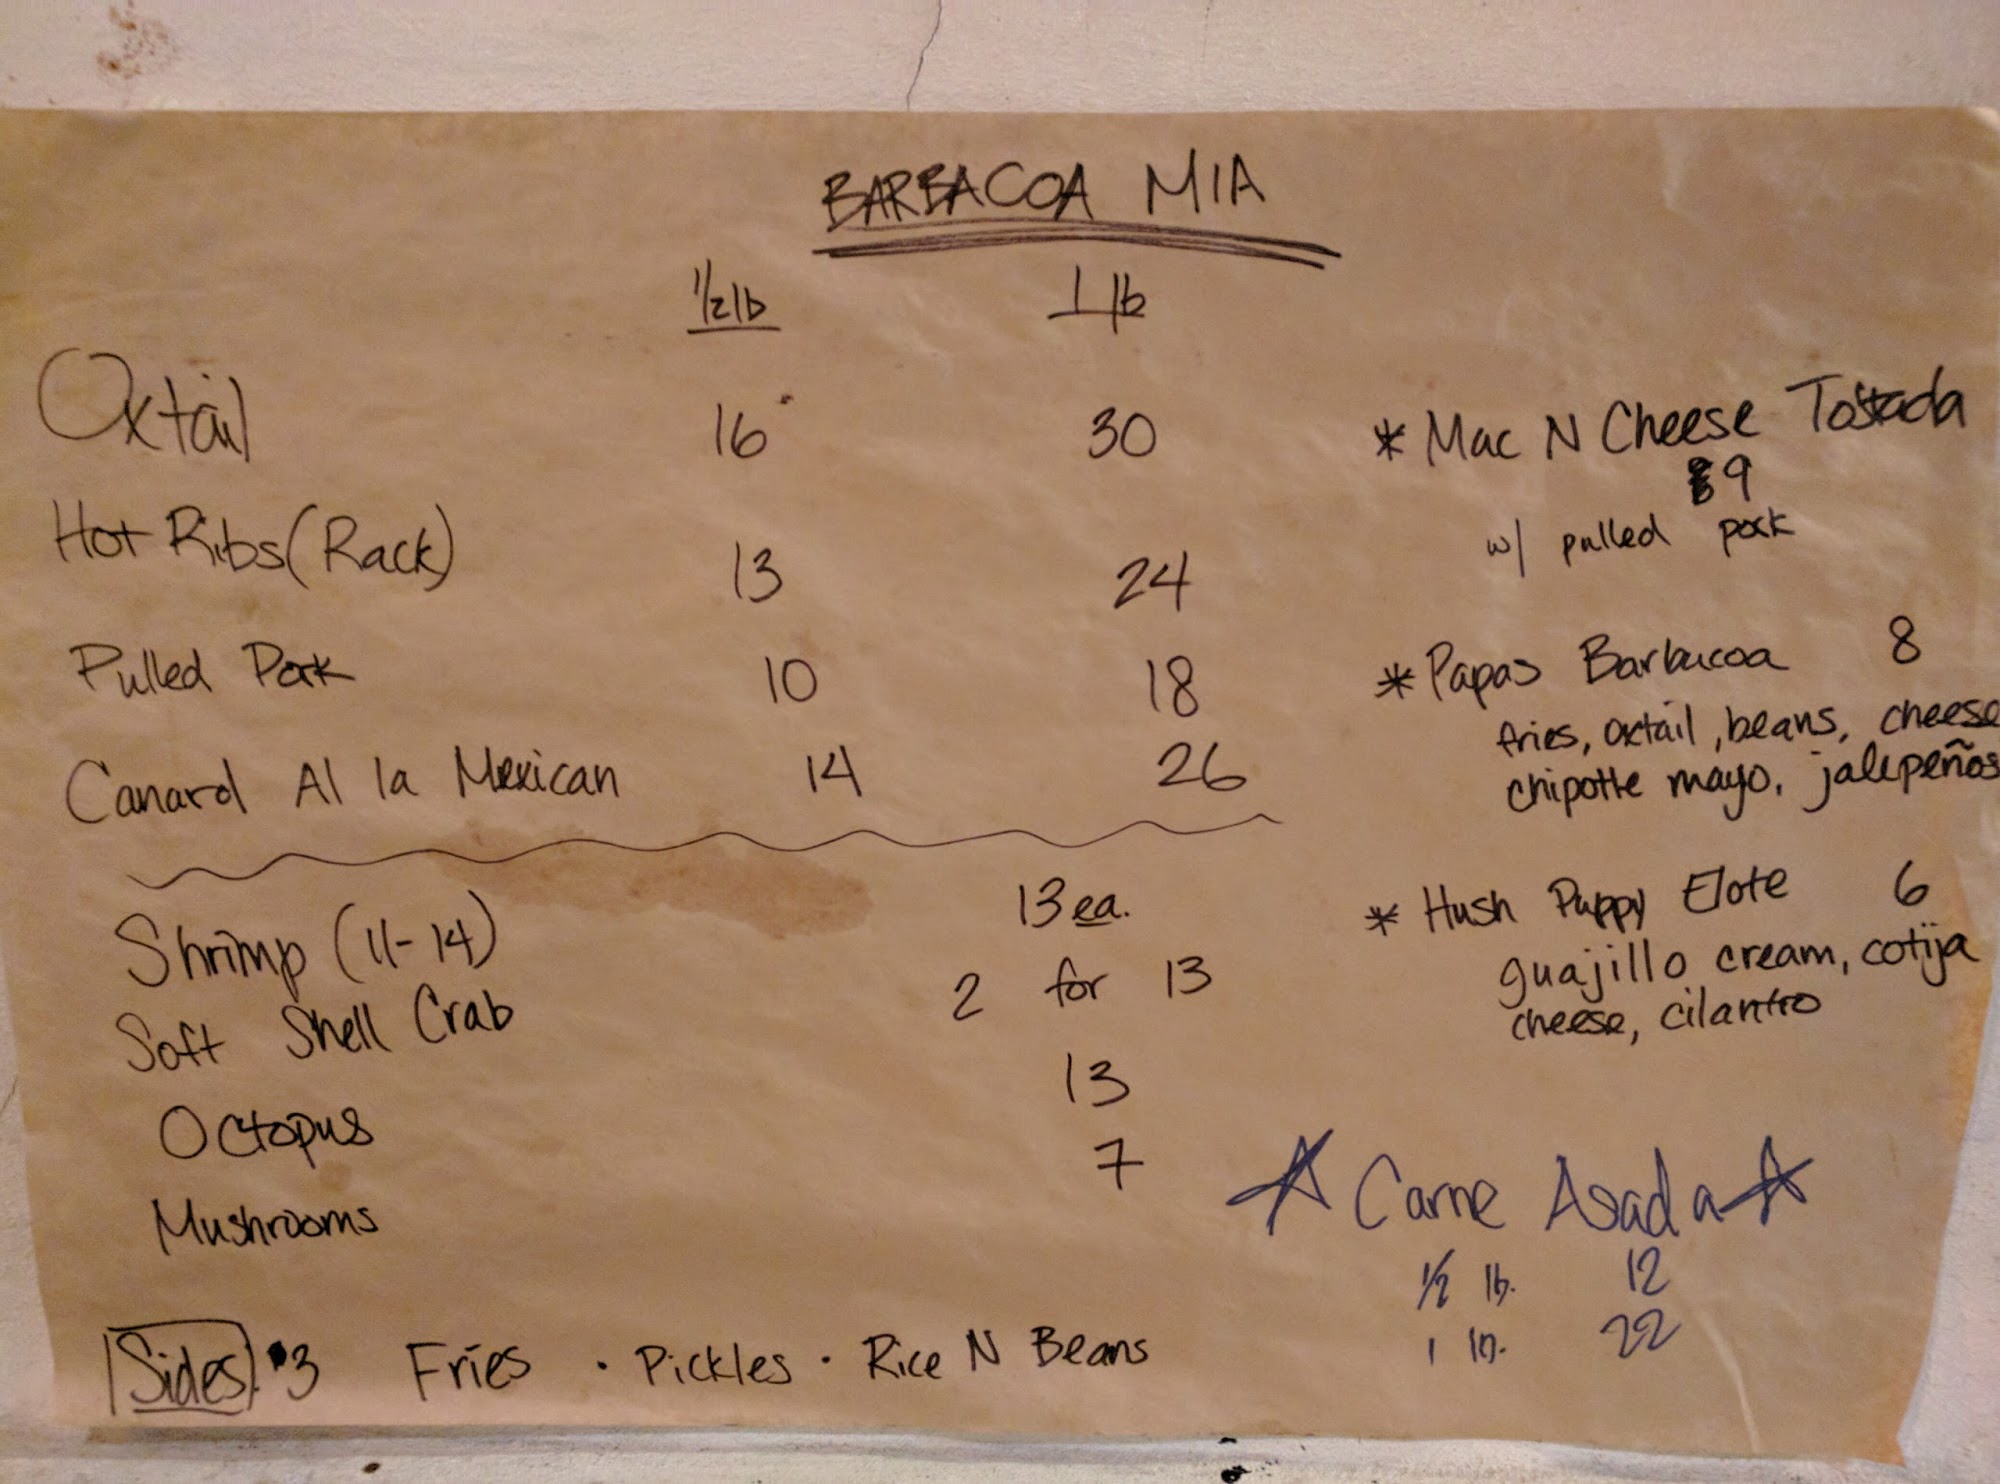 BARBACOA MIA
1/2 lb 1 lb
Oxtail 16 30
Hot Ribs (Rack) 13 24
Pulled Pork 10 18
Canard Al la Mexican 14 26
Shrimp (11-14) 13 ea.
Soft Shell Crab 2 for 13
Octopus 13
Mushrooms 7
Sides $3 Fries · Pickles · Rice N Beans
* Mac N Cheese Tostada
$9
w/ pulled pork
* Papas Barbacoa 8
fries, oxtail, beans, cheese
chipotle mayo, jalepeños
* Hush Puppy Elote 6
guajillo cream, cotija
cheese, cilantro
Carne Asada
1/2 lb. 12
1 lb. 22